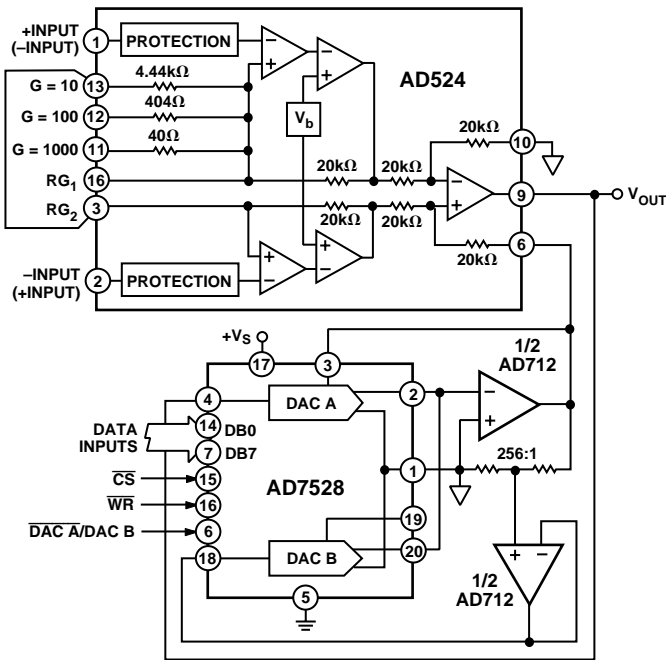 +INPUT
(–INPUT)
1
PROTECTION
AD524
G = 10
13
4.44kΩ
G = 100
12
404Ω
Vb
G = 1000
11
40Ω
20kΩ
10
RG1
16
20kΩ
20kΩ
9
VOUT
RG2
3
20kΩ
20kΩ
6
20kΩ
–INPUT
(+INPUT)
2
PROTECTION
+VS
17
3
1/2
AD712
4
DAC A
2
DATA
INPUTS
14
DB0
7
DB7
256:1
1
CS
15
AD7528
WR
16
19
DAC A/DAC B
6
18
DAC B
20
1/2
AD712
5
+
–